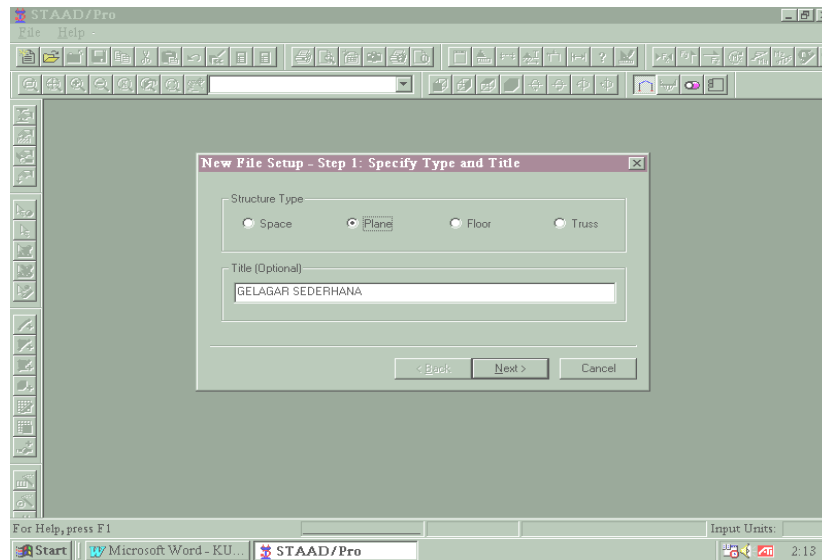 STAAD/Pro
File Help -
New File Setup - Step 1: Specify Type and Title
Structure Type
Space Plane Floor Truss
Title (Optional)
GELAGAR SEDERHANA
< Back Next > Cancel
For Help, press F1 Input Units:
Start Microsoft Word - KU... STAAD/Pro 2:13